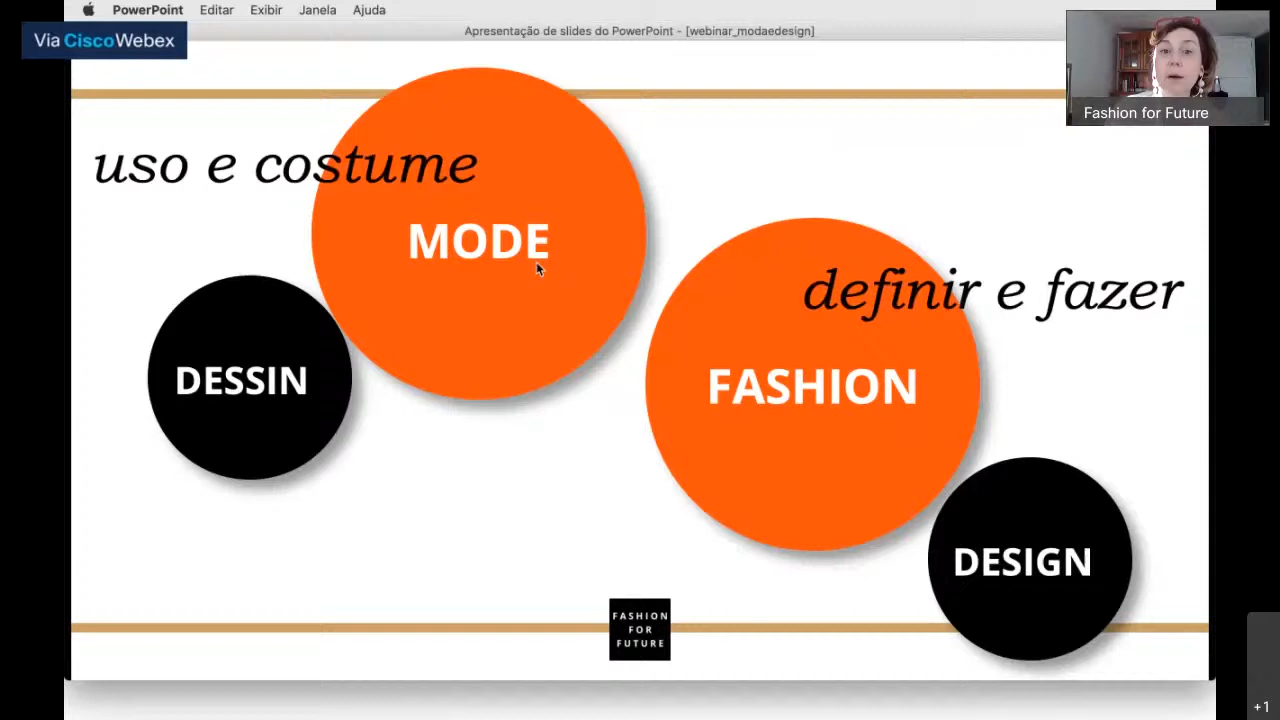 PowerPoint Editar Exibir Janela Ajuda
Apresentação de slides do PowerPoint - [webinar_modaedesign]
Via CiscoWebex
Fashion for Future
uso e costume
MODE
definir e fazer
DESSIN
FASHION
DESIGN
FASHION
FOR
FUTURE
+1